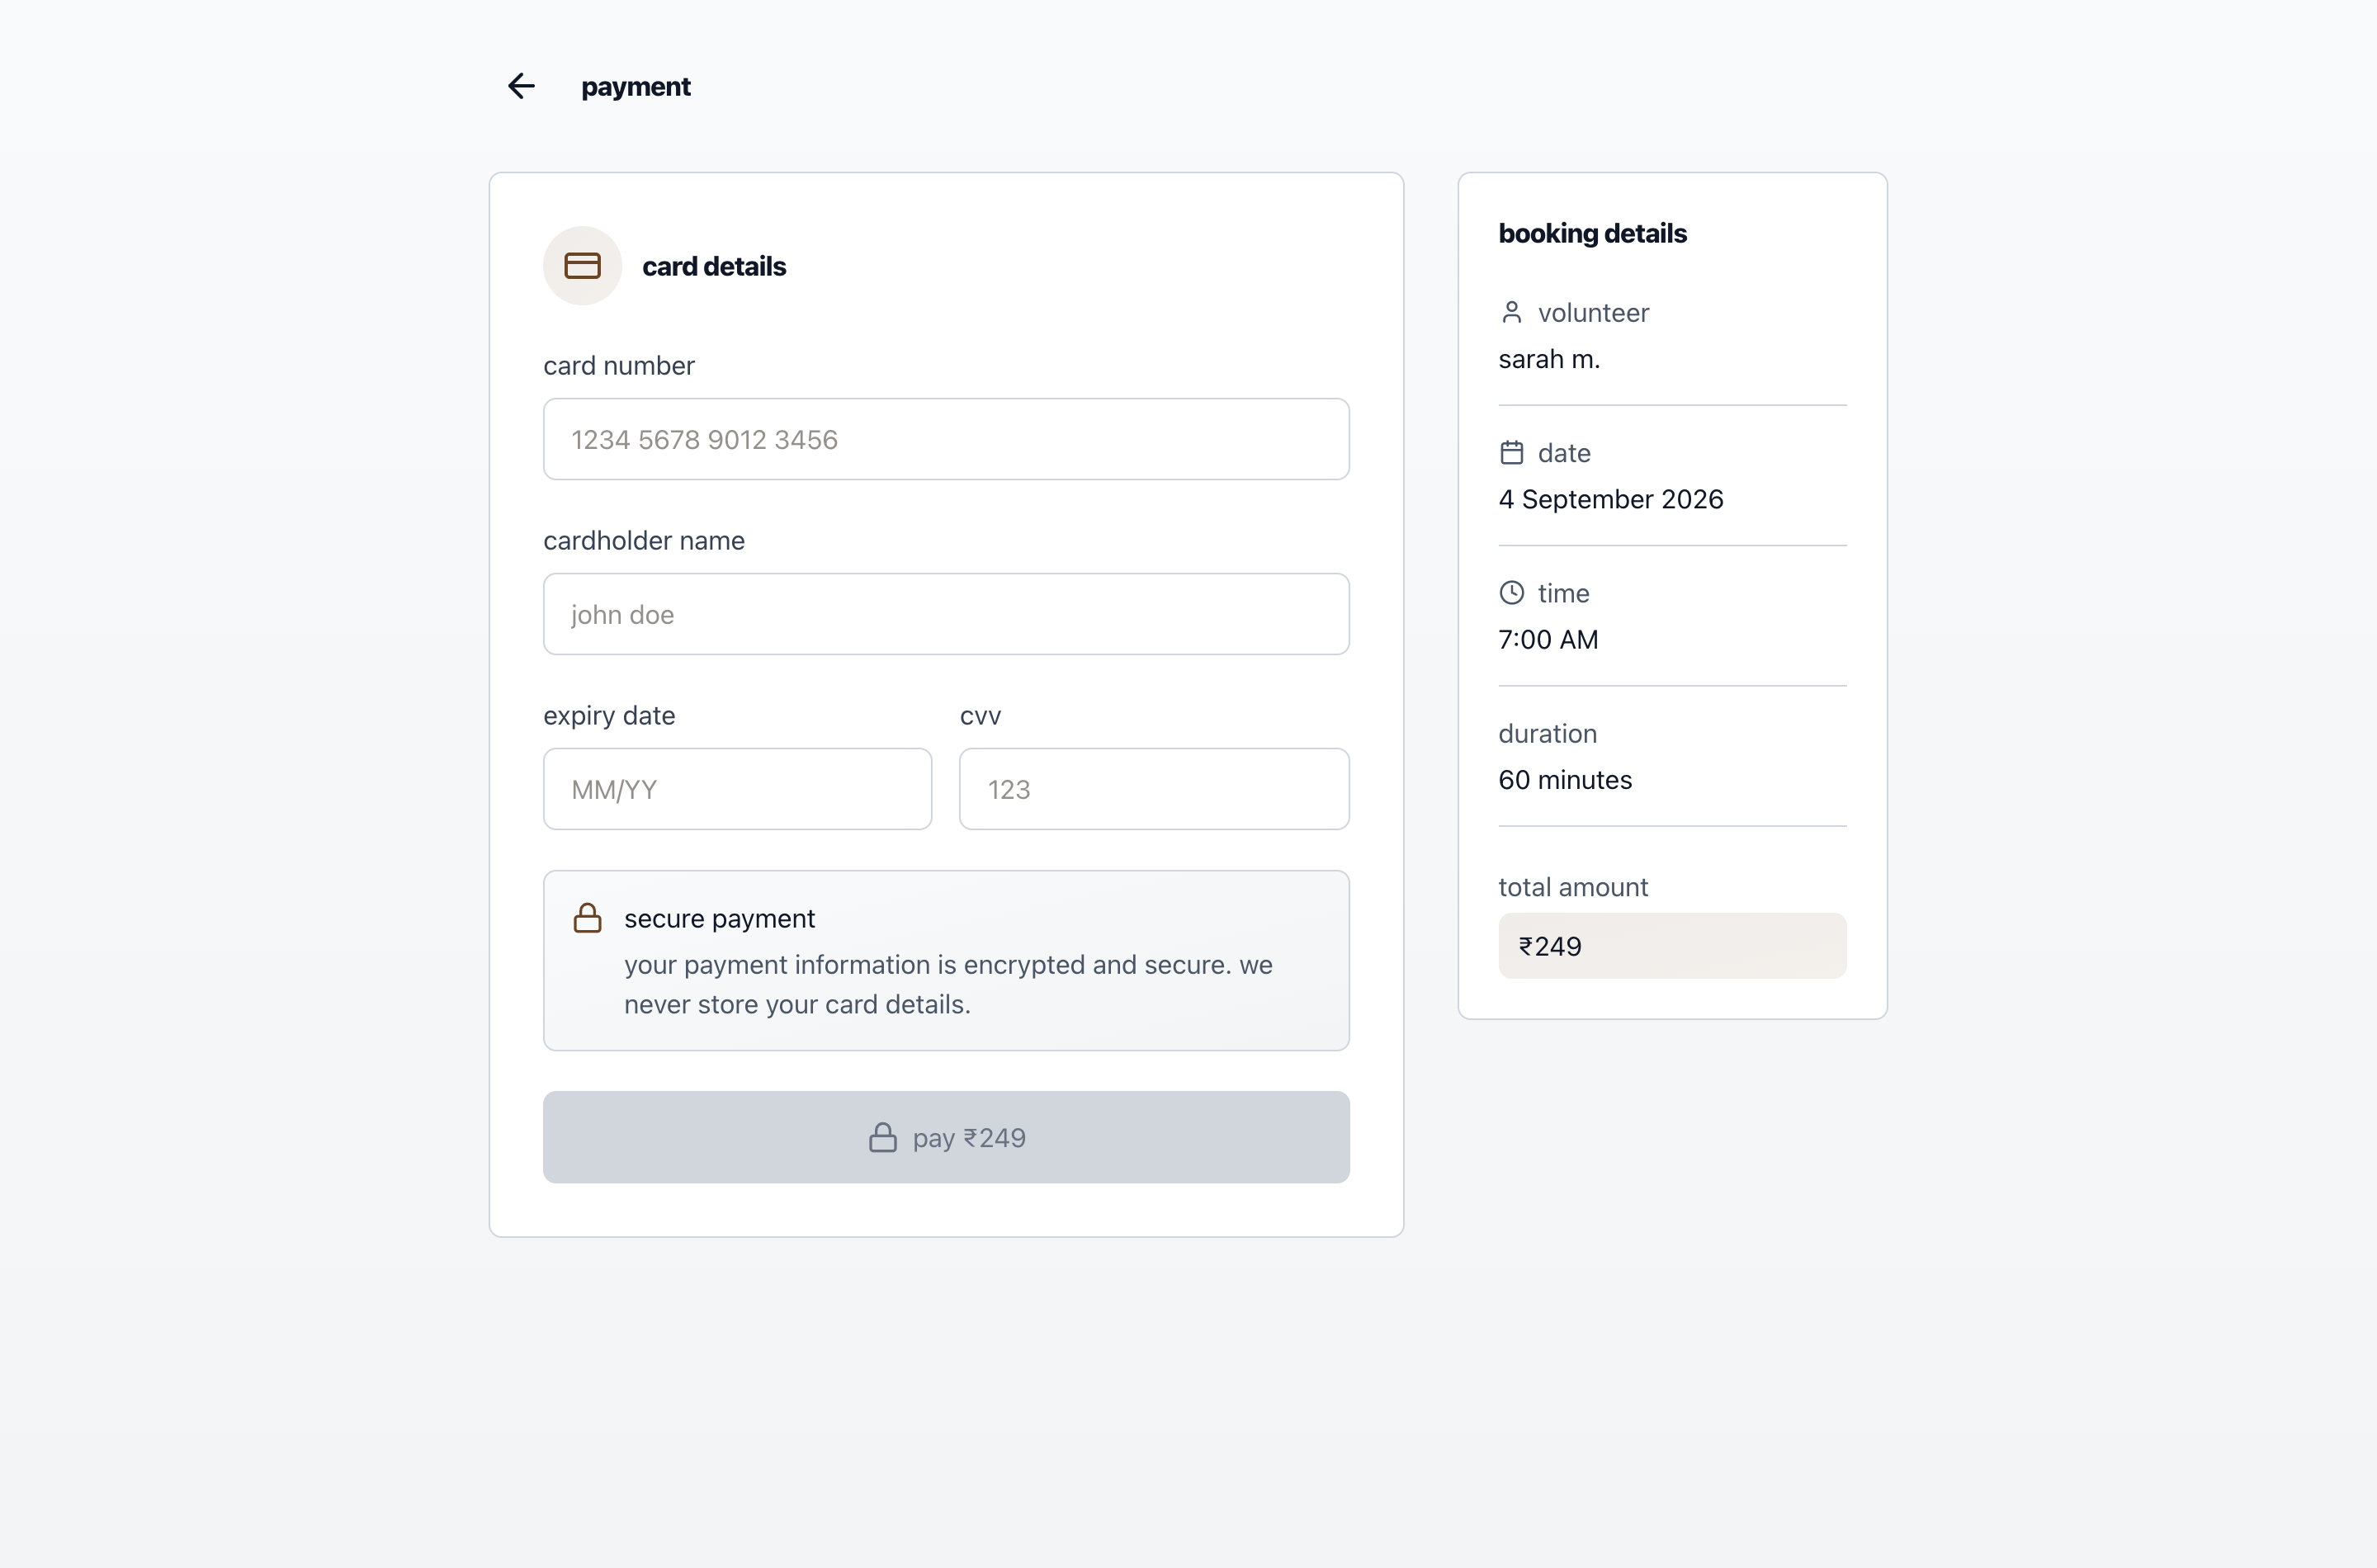 payment
card details
card number
1234 5678 9012 3456
cardholder name
john doe
expiry date
cvv
MM/YY
123
secure payment
your payment information is encrypted and secure. we
never store your card details.
pay ₹249
booking details
volunteer
sarah m.
date
4 September 2026
time
7:00 AM
duration
60 minutes
total amount
₹249